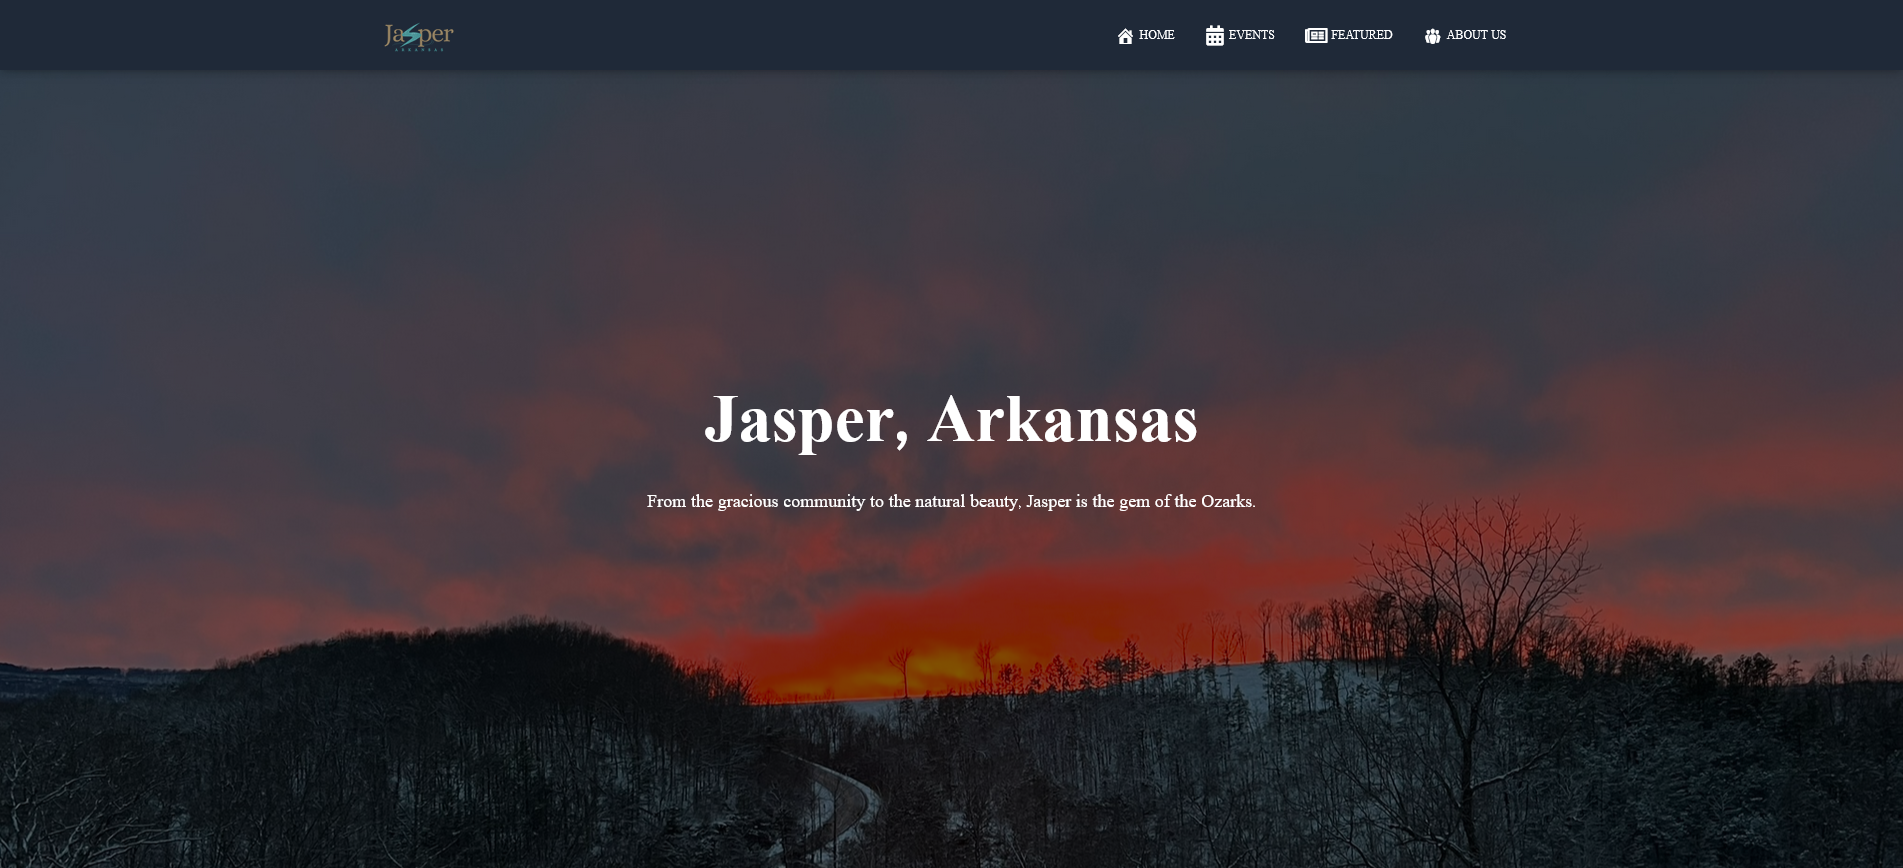 Jasper
ARKANSAS
HOME
EVENTS
FEATURED
ABOUT US
Jasper, Arkansas
From the gracious community to the natural beauty, Jasper is the gem of the Ozarks.